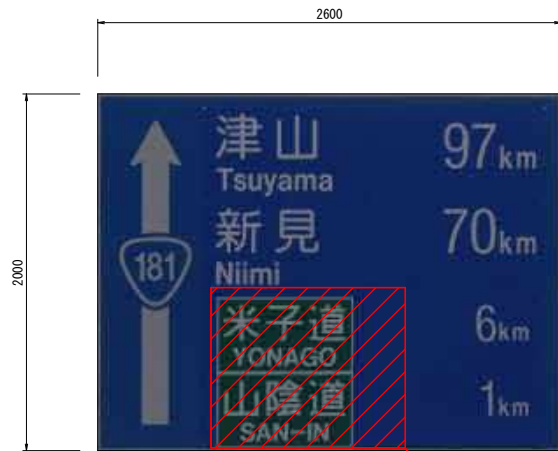 2600
2000
津山 97km
Tsuyama
新見 70km
Niimi
181
米子道 6km
YONAGO
山陰道 1km
SAN-IN